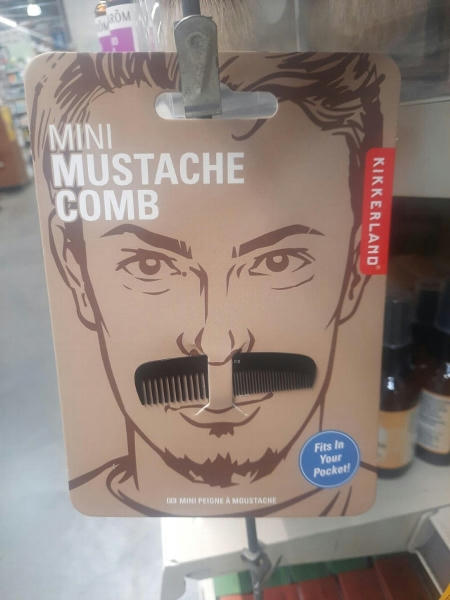 MINI
MUSTACHE
COMB
KIKKERLAND®
Fits In
Your
Pocket!
MINI PEIGNE À MOUSTACHE